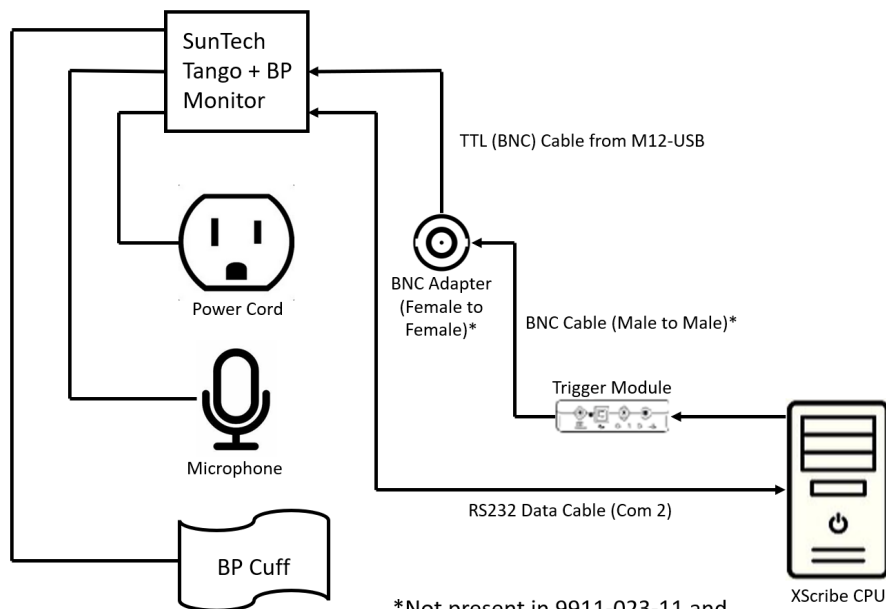 SunTech
Tango + BP
Monitor
TTL (BNC) Cable from M12-USB
BNC Adapter
(Female to
Female)*
BNC Cable (Male to Male)*
Power Cord
Trigger Module
Microphone
RS232 Data Cable (Com 2)
BP Cuff
XScribe CPU
*Not present in 9911-023-11 and